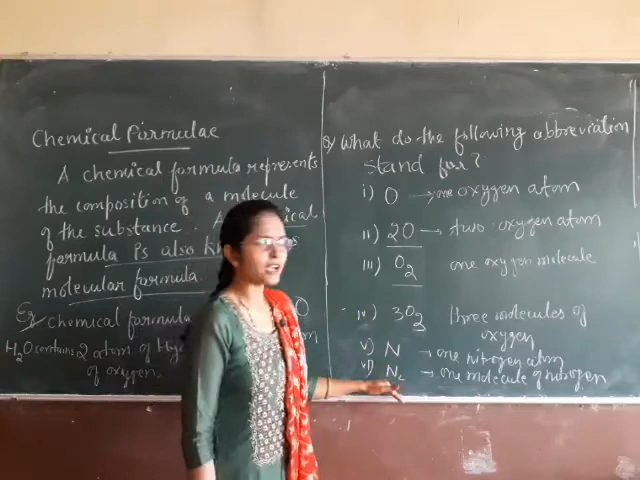 Chemical Formulae
A chemical formula represents
the composition of a molecule
of the substance. A
formula is also
molecular formula.
Eg chemical formula O
H2O contains 2 atom of
of oxygen.
Q) What do the following abbreviation
stand for?
i) O → one oxygen atom
ii) 2O → two oxygen atom
iii) O2 one oxygen molecule
iv) 3O2 three molecules of
oxygen
v) N → one nitrogen atom
vi) N2 → one molecule of nitrogen